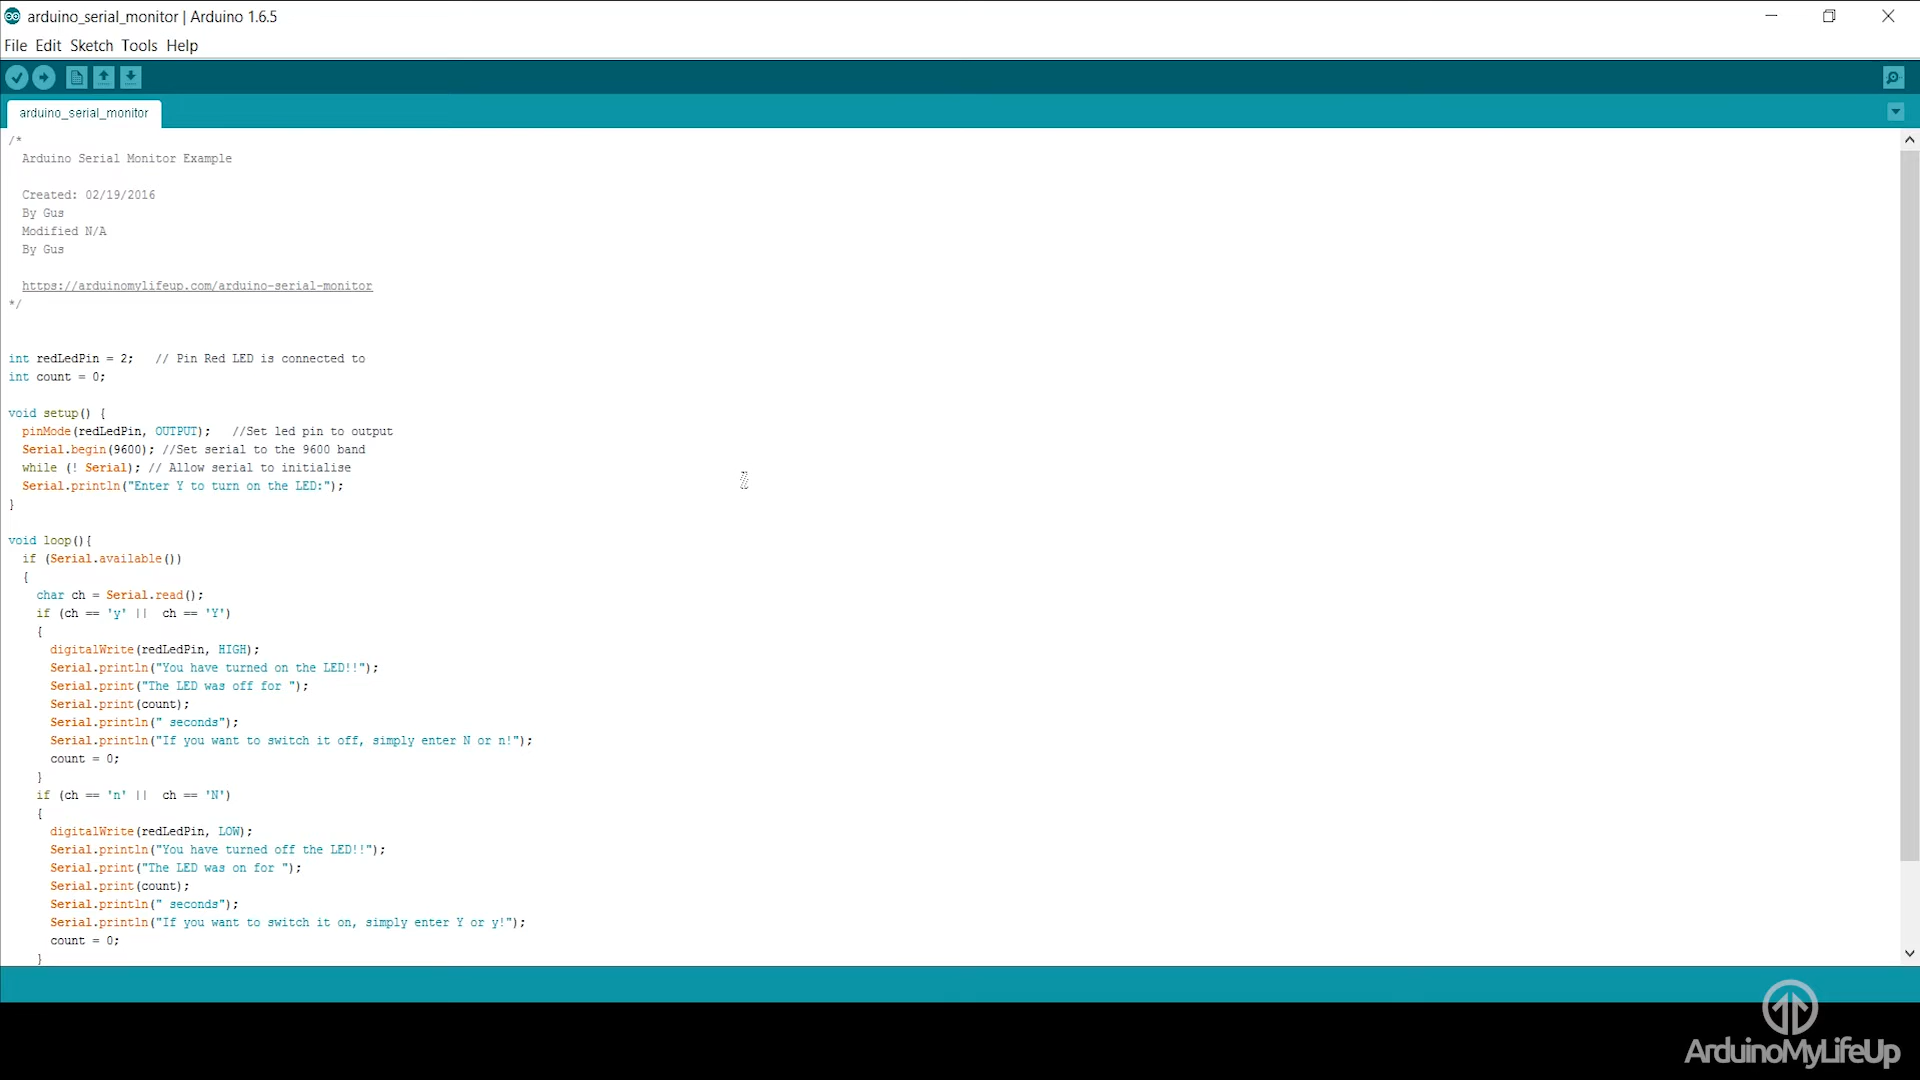 arduino_serial_monitor | Arduino 1.6.5
File Edit Sketch Tools Help
arduino_serial_monitor
/*
Arduino Serial Monitor Example
Created: 02/19/2016
By Gus
Modified N/A
By Gus
https://arduinomylifeup.com/arduino-serial-monitor
*/
int redLedPin = 2;   // Pin Red LED is connected to
int count = 0;
void setup() {
pinMode(redLedPin, OUTPUT);   //Set led pin to output
Serial.begin(9600); //Set serial to the 9600 band
while (! Serial); // Allow serial to initialise
Serial.println("Enter Y to turn on the LED:");
}
void loop(){
if (Serial.available())
{
char ch = Serial.read();
if (ch == 'y' ||  ch == 'Y')
{
digitalWrite(redLedPin, HIGH);
Serial.println("You have turned on the LED!!");
Serial.print("The LED was off for ");
Serial.print(count);
Serial.println(" seconds");
Serial.println("If you want to switch it off, simply enter N or n!");
count = 0;
}
if (ch == 'n' ||  ch == 'N')
{
digitalWrite(redLedPin, LOW);
Serial.println("You have turned off the LED!!");
Serial.print("The LED was on for ");
Serial.print(count);
Serial.println(" seconds");
Serial.println("If you want to switch it on, simply enter Y or y!");
count = 0;
}
ArduinoMyLifeUp